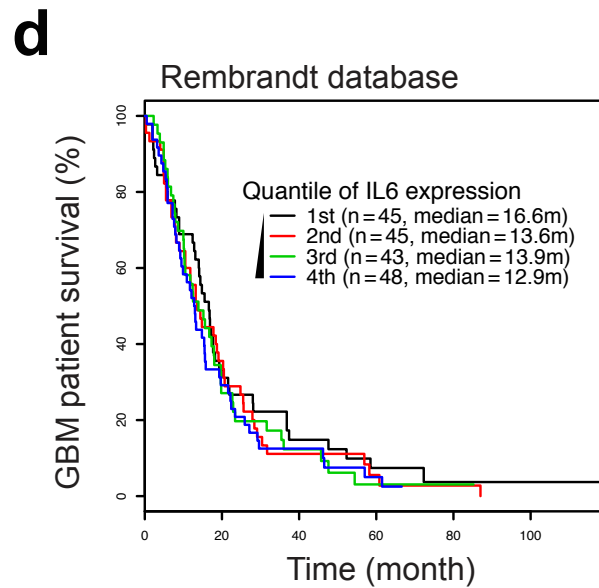 d
Rembrandt database
GBM patient survival (%)
100
80
60
40
20
0
Quantile of IL6 expression
1st (n=45, median=16.6m)
2nd (n=45, median=13.6m)
3rd (n=43, median=13.9m)
4th (n=48, median=12.9m)
0 20 40 60 80 100
Time (month)